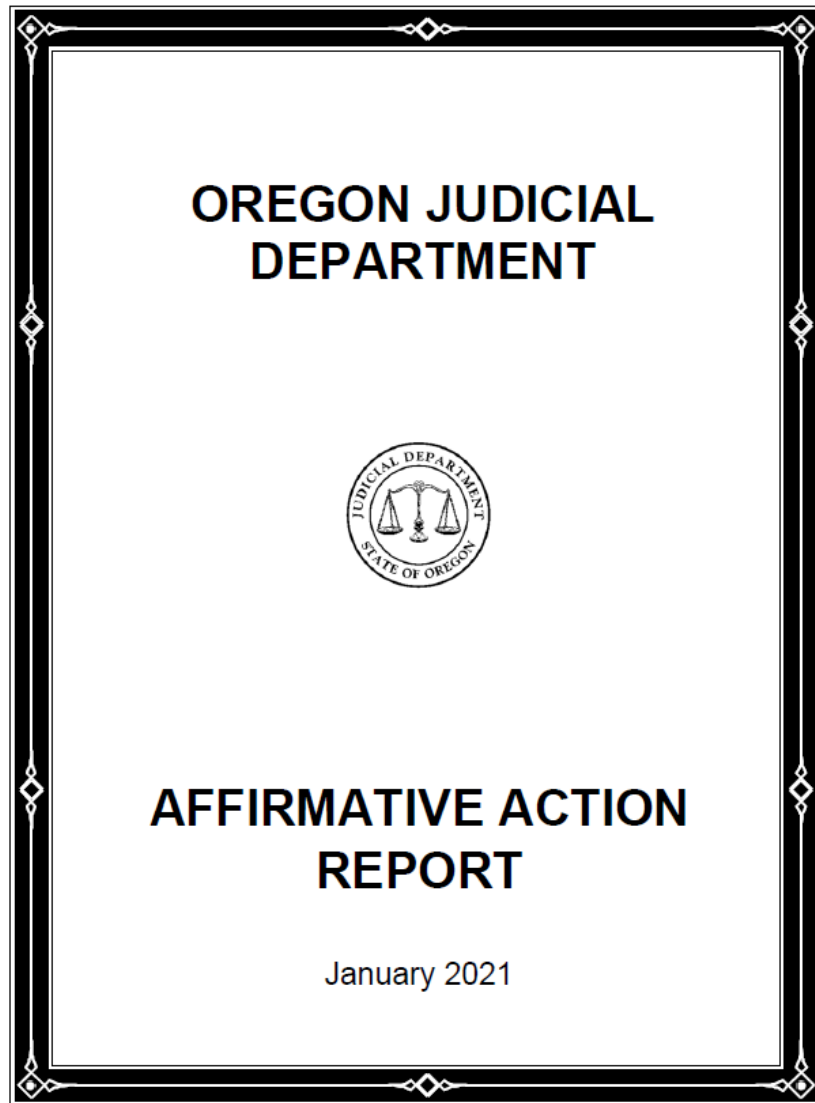 OREGON JUDICIAL
DEPARTMENT
JUDICIAL DEPARTMENT
STATE OF OREGON
AFFIRMATIVE ACTION
REPORT
January 2021